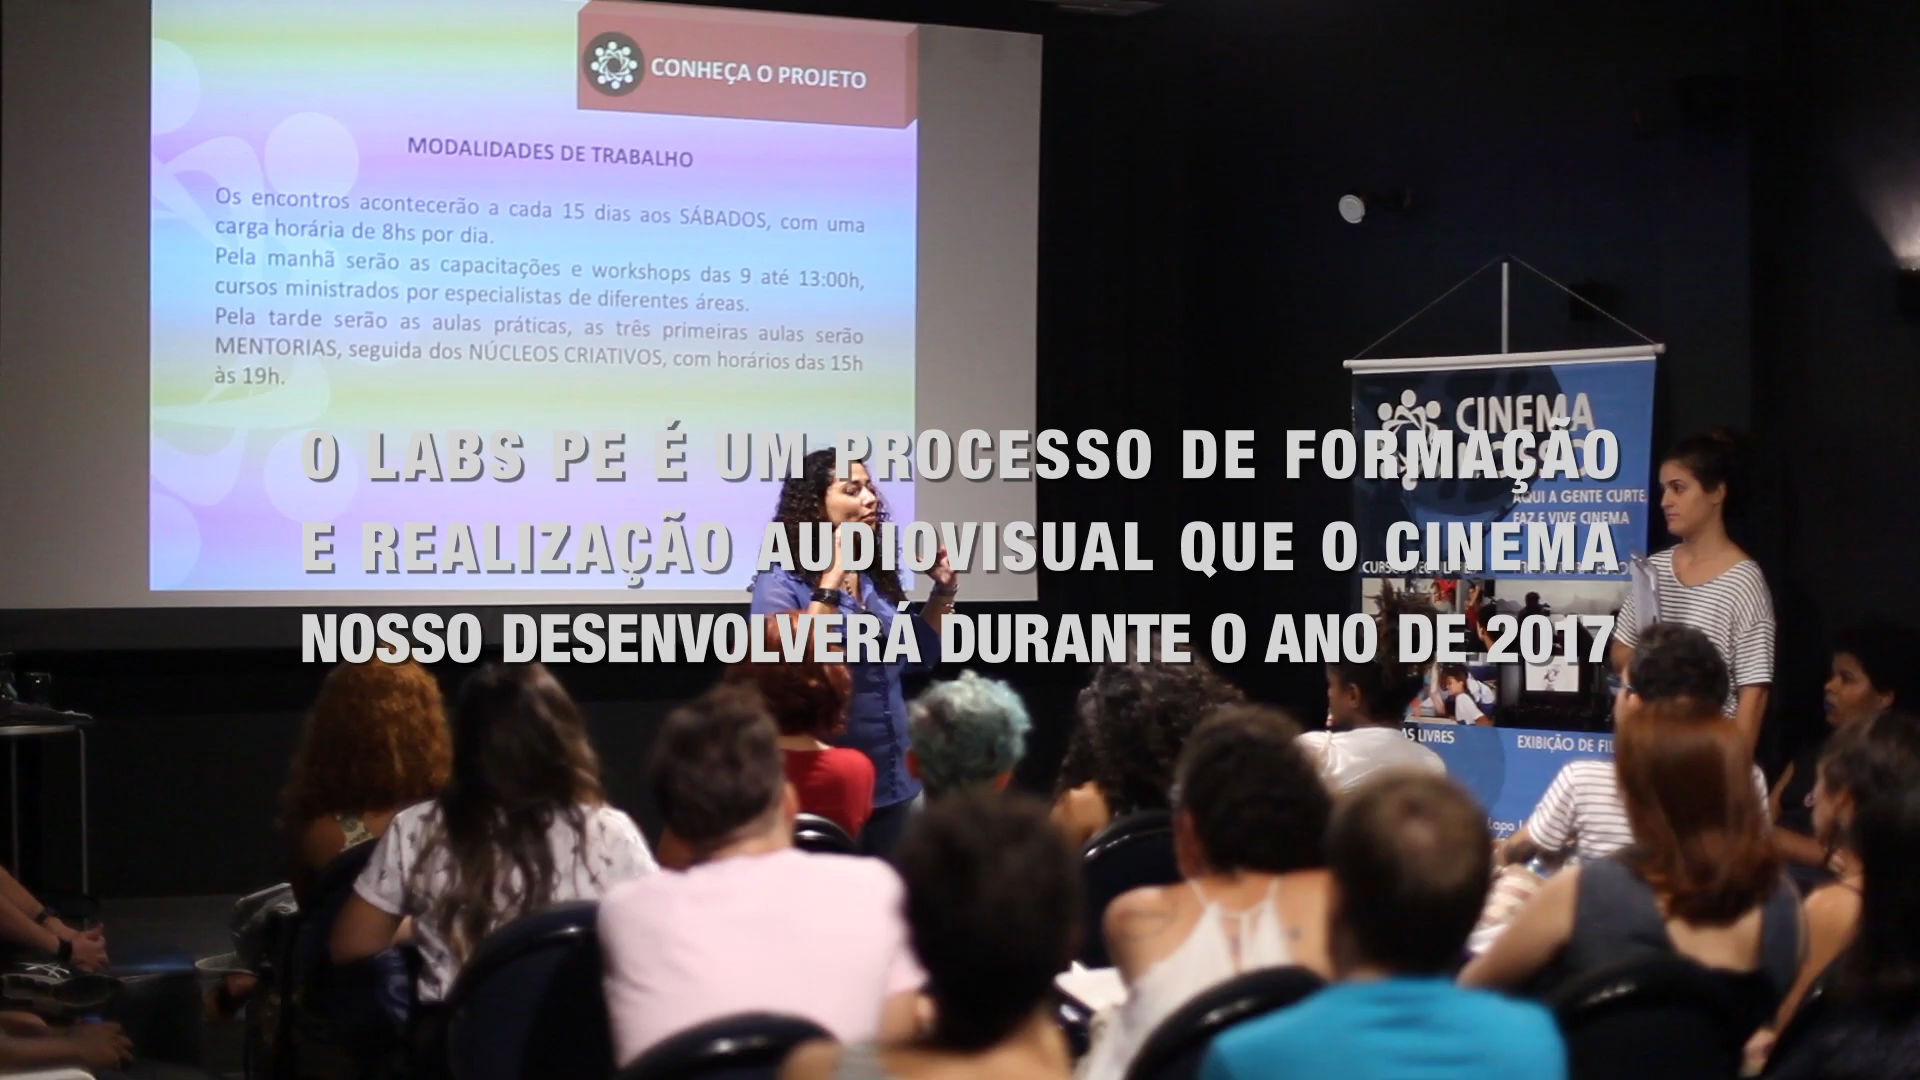 CONHEÇA O PROJETO
MODALIDADES DE TRABALHO
Os encontros acontecerão a cada 15 dias aos SÁBADOS, com uma
carga horária de 8hs por dia.
Pela manhã serão as capacitações e workshops das 9 até 13:00h,
cursos ministrados por especialistas de diferentes áreas.
Pela tarde serão as aulas práticas, as três primeiras aulas serão
MENTORIAS, seguida dos NÚCLEOS CRIATIVOS, com horários das 15h
às 19h.
O LABS PE É UM PROCESSO DE FORMAÇÃO
E REALIZAÇÃO AUDIOVISUAL QUE O CINEMA
NOSSO DESENVOLVERÁ DURANTE O ANO DE 2017
CINEMA
NOSSO
AQUI A GENTE CURTE,
FAZ E VIVE CINEMA
AS LIVRES
EXIBIÇÃO DE FI